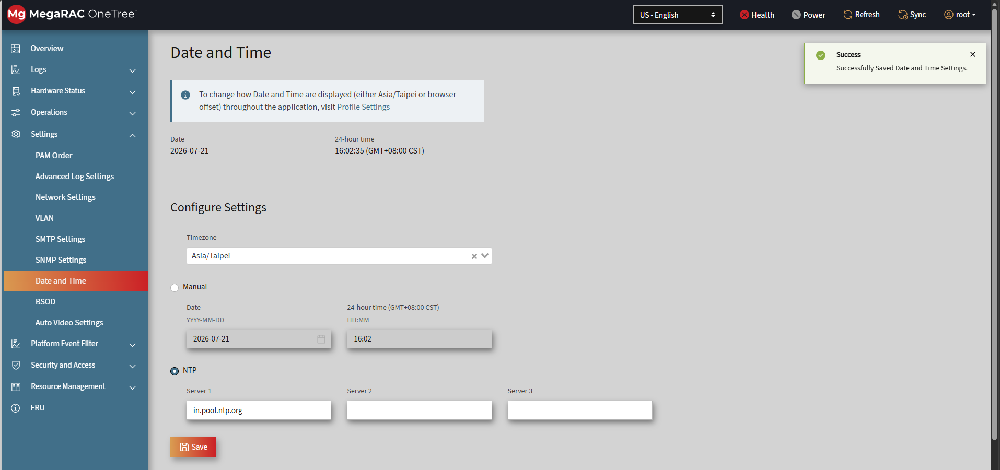 Mg MegaRAC OneTree™
US - English
Health
Power
Refresh
Sync
root
Overview
Logs
Hardware Status
Operations
Settings
PAM Order
Advanced Log Settings
Network Settings
VLAN
SMTP Settings
SNMP Settings
Date and Time
BSOD
Auto Video Settings
Platform Event Filter
Security and Access
Resource Management
FRU
Date and Time
Success
Successfully Saved Date and Time Settings.
To change how Date and Time are displayed (either Asia/Taipei or browser
offset) throughout the application, visit Profile Settings
Date
24-hour time
2026-07-21
16:02:35 (GMT+08:00 CST)
Configure Settings
Timezone
Asia/Taipei
Manual
Date
24-hour time (GMT+08:00 CST)
YYYY-MM-DD
HH:MM
2026-07-21
16:02
NTP
Server 1
Server 2
Server 3
in.pool.ntp.org
Save